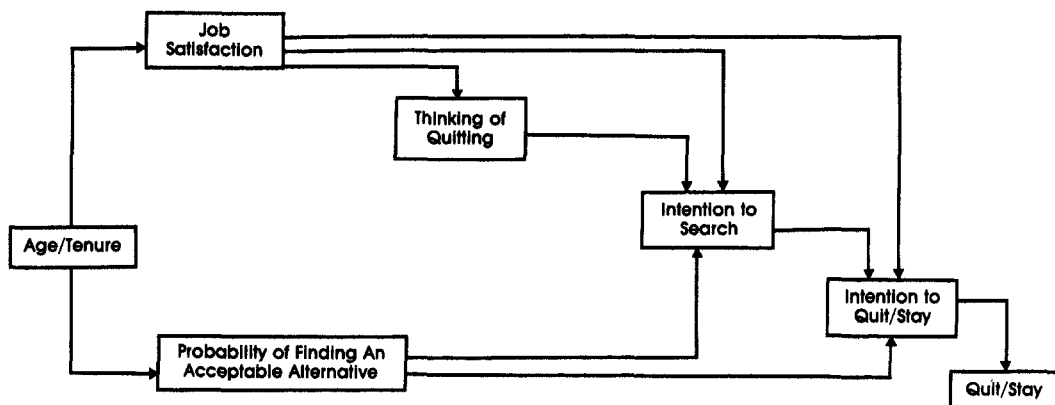 Job
Satisfaction
Thinking of
Quitting
Intention to
Search
Age/Tenure
Intention to
Quit/Stay
Probability of Finding An
Acceptable Alternative
Quit/Stay